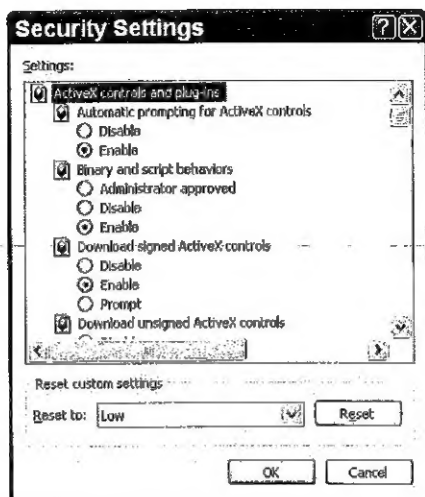 Security Settings
Settings:
ActiveX controls and plug-ins
Automatic prompting for ActiveX controls
Disable
Enable
Binary and script behaviors
Administrator approved
Disable
Enable
Download signed ActiveX controls
Disable
Enable
Prompt
Download unsigned ActiveX controls
Reset custom settings
Reset to: Low Reset
OK Cancel